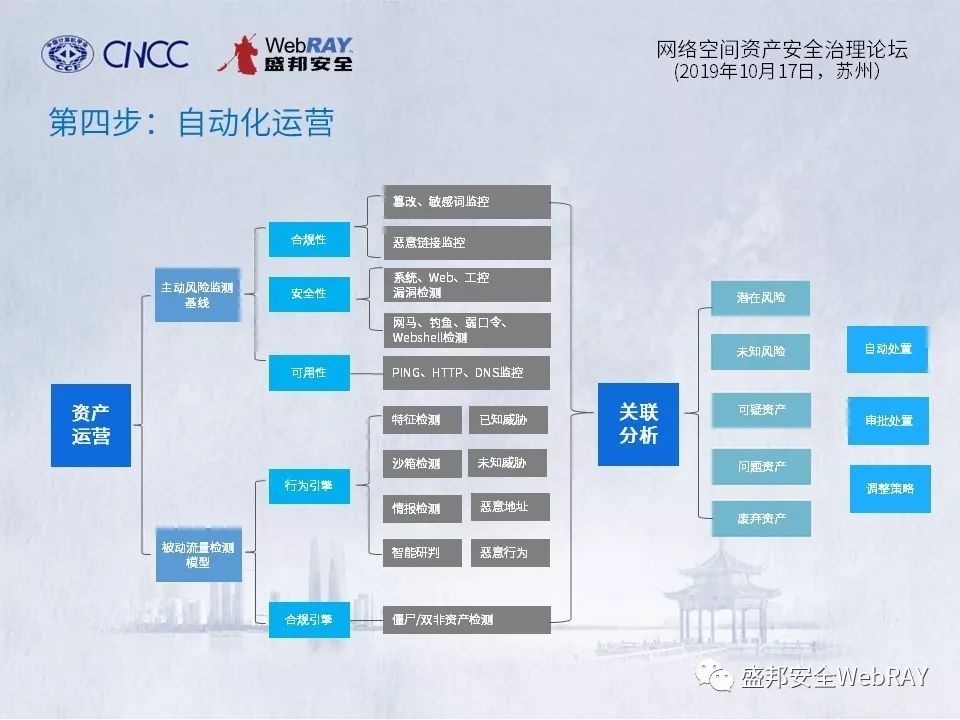 CCF
CNCC
WebRAY
盛邦安全
网络空间资产安全治理论坛
(2019年10月17日，苏州)
第四步：自动化运营
资产
运营
主动风险监测
基线
合规性
篡改、敏感词监控
恶意链接监控
安全性
系统、Web、工控
漏洞检测
网马、钓鱼、弱口令、
Webshell检测
可用性
PING、HTTP、DNS监控
被动流量检测
模型
行为引擎
特征检测
已知威胁
沙箱检测
未知威胁
情报检测
恶意地址
智能研判
恶意行为
合规引擎
僵尸/双非资产检测
关联
分析
潜在风险
未知风险
可疑资产
问题资产
废弃资产
自动处置
审批处置
调整策略
盛邦安全WebRAY